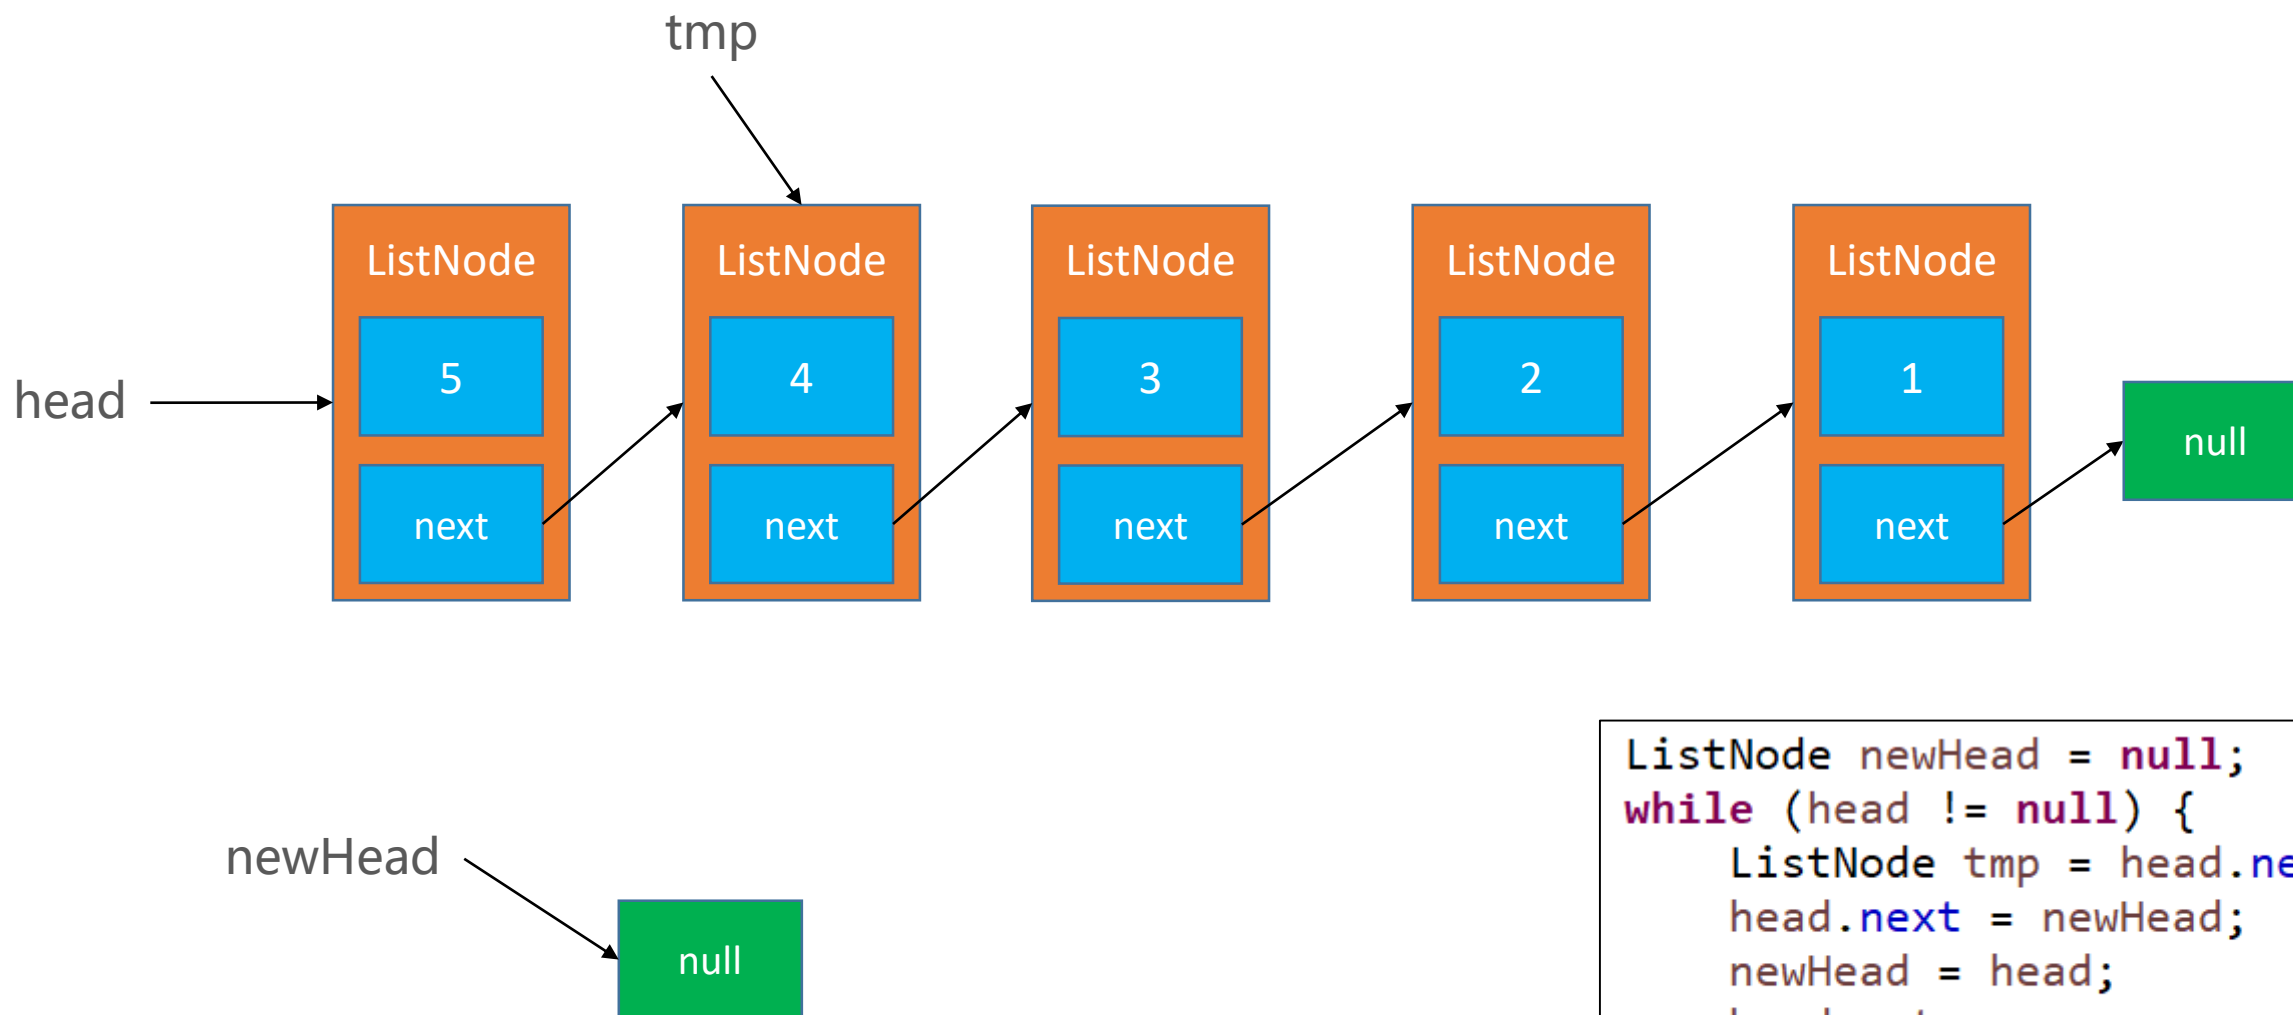 tmp
ListNode ListNode ListNode ListNode ListNode
head 5 4 3 2 1
null
next next next next next
newHead
null
ListNode newHead = null;
while (head != null) {
ListNode tmp = head.ne
head.next = newHead;
newHead = head;